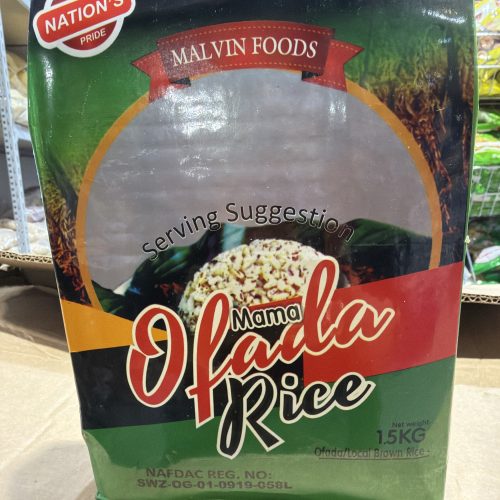 NATION'S
PRIDE
MALVIN FOODS
Serving Suggestion
Mama
Ofada
Rice
Net weight
1.5KG
Ofada/Local Brown Rice
NAFDAC REG. NO:
SWZ-OG-01-0919-058L